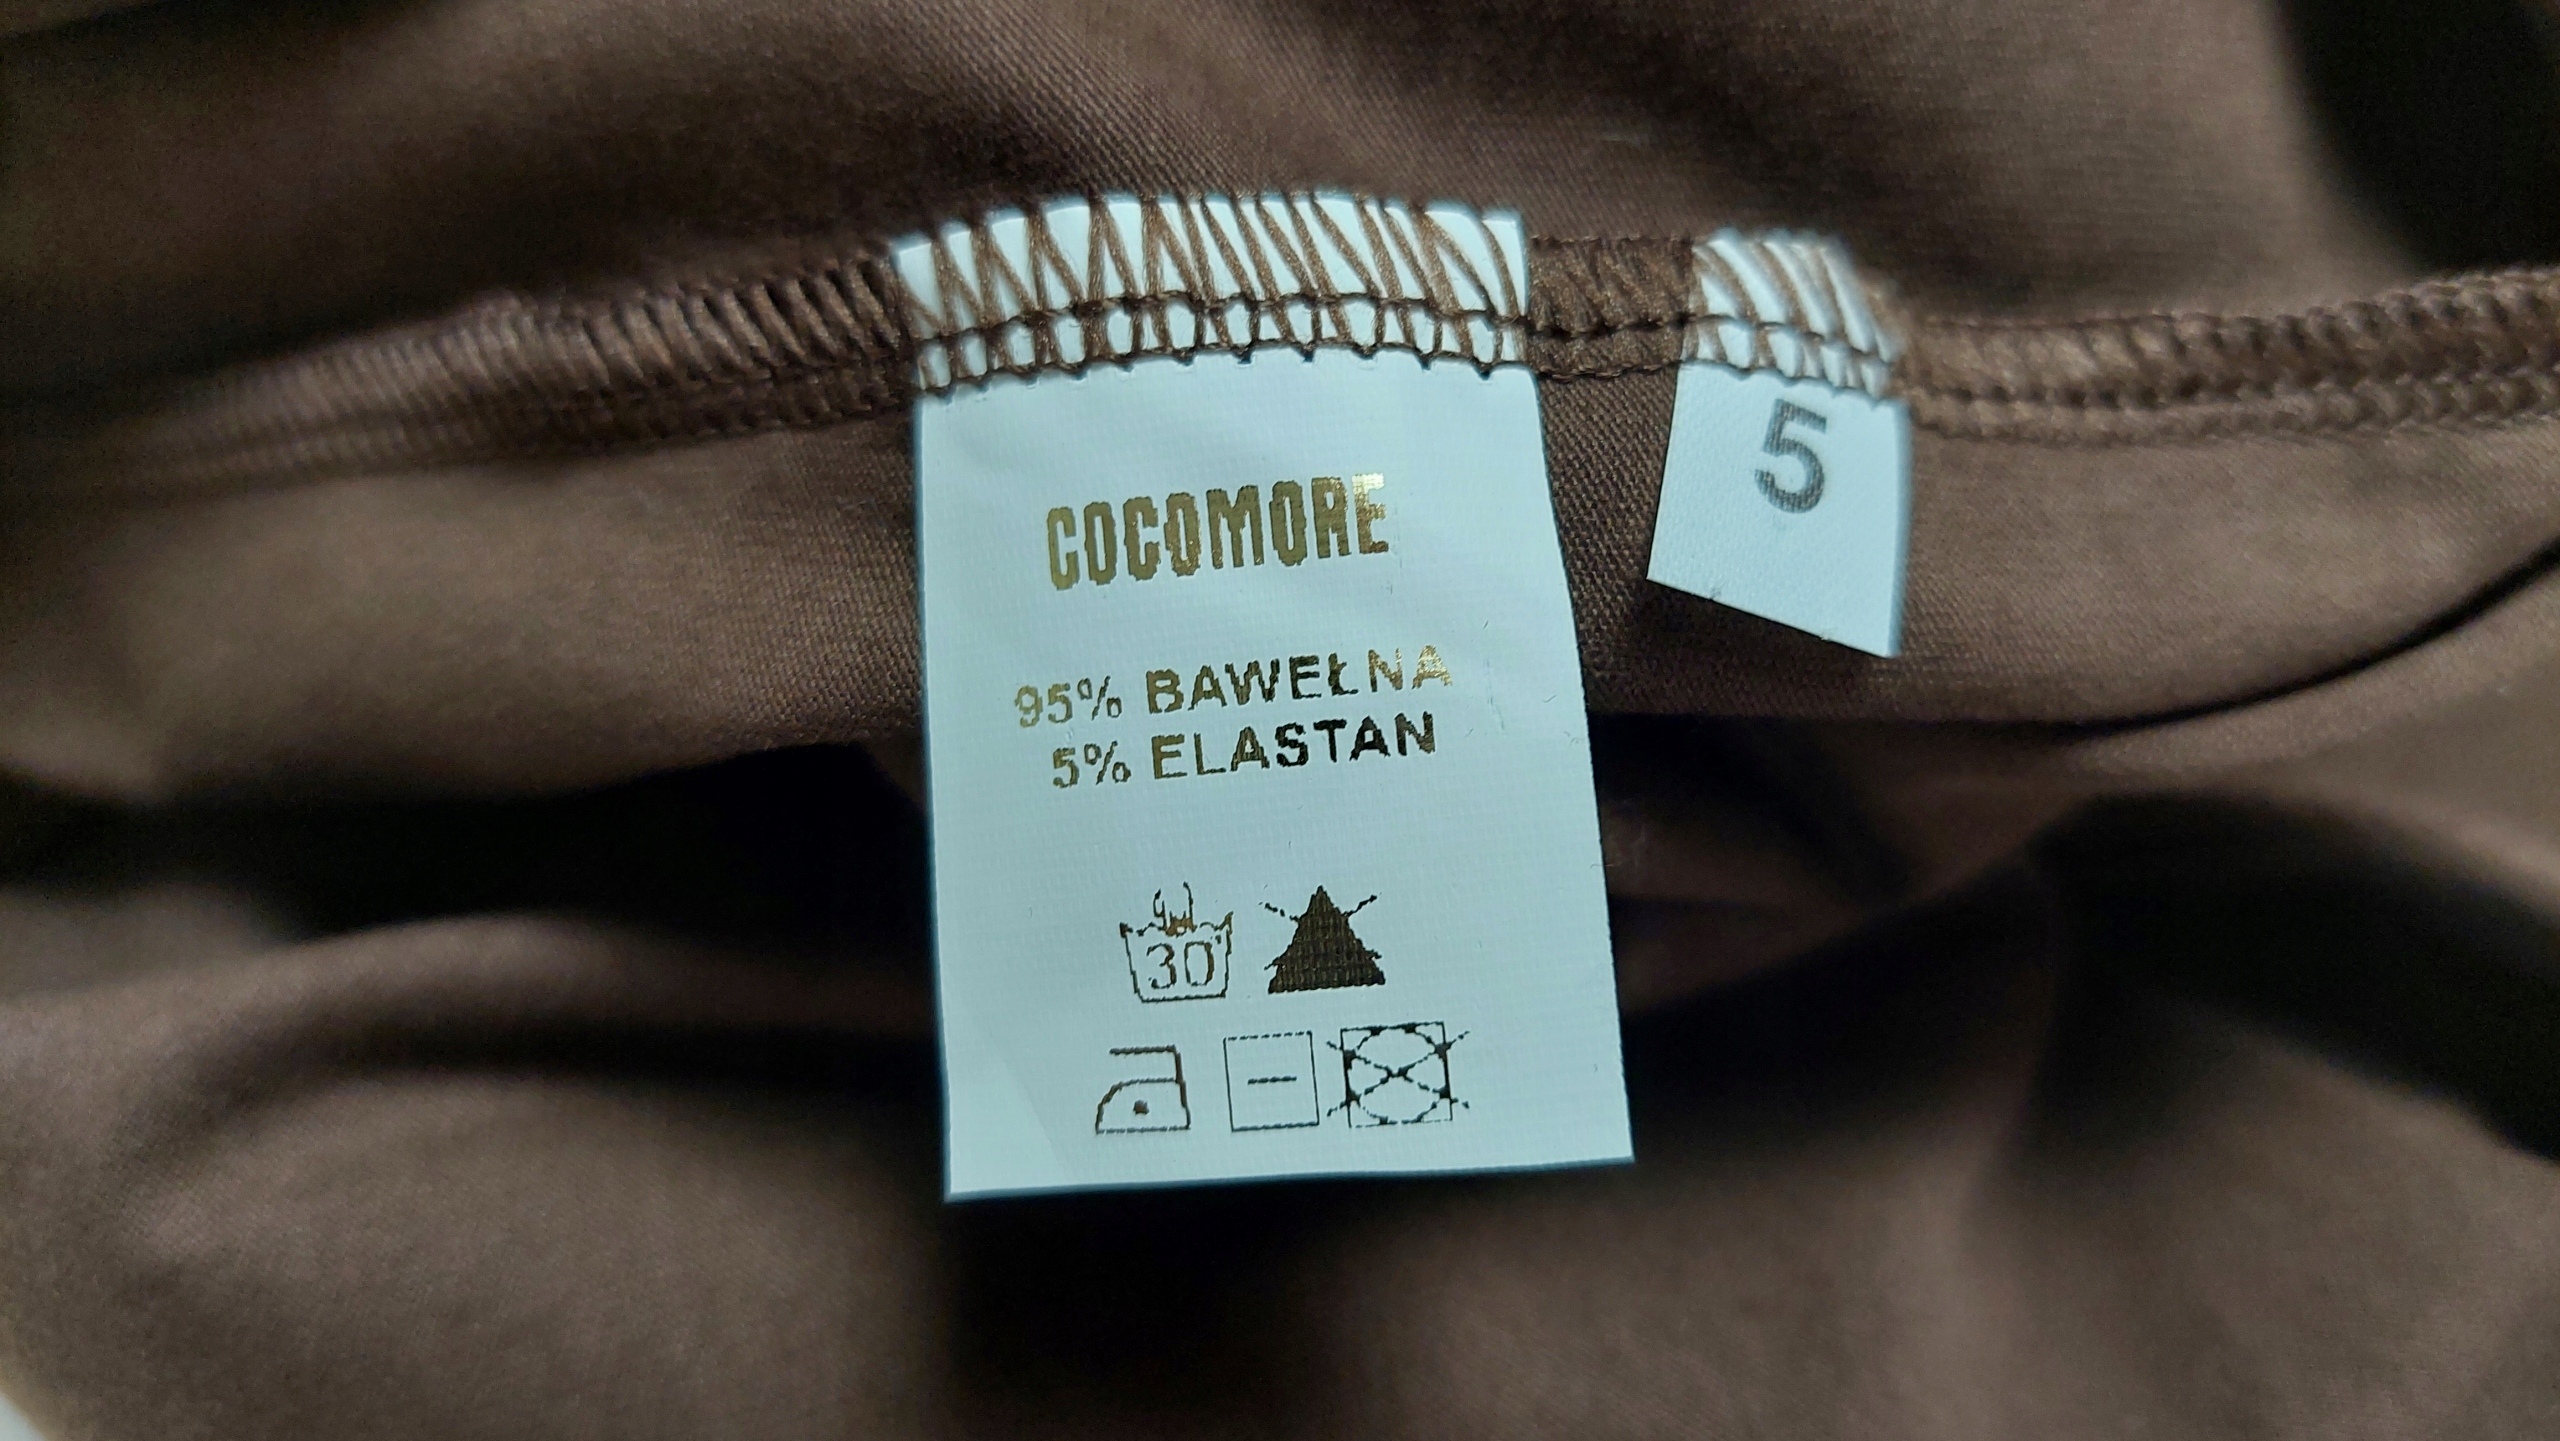 COCOMORE
95% BAWEŁNA
5% ELASTAN
30
5